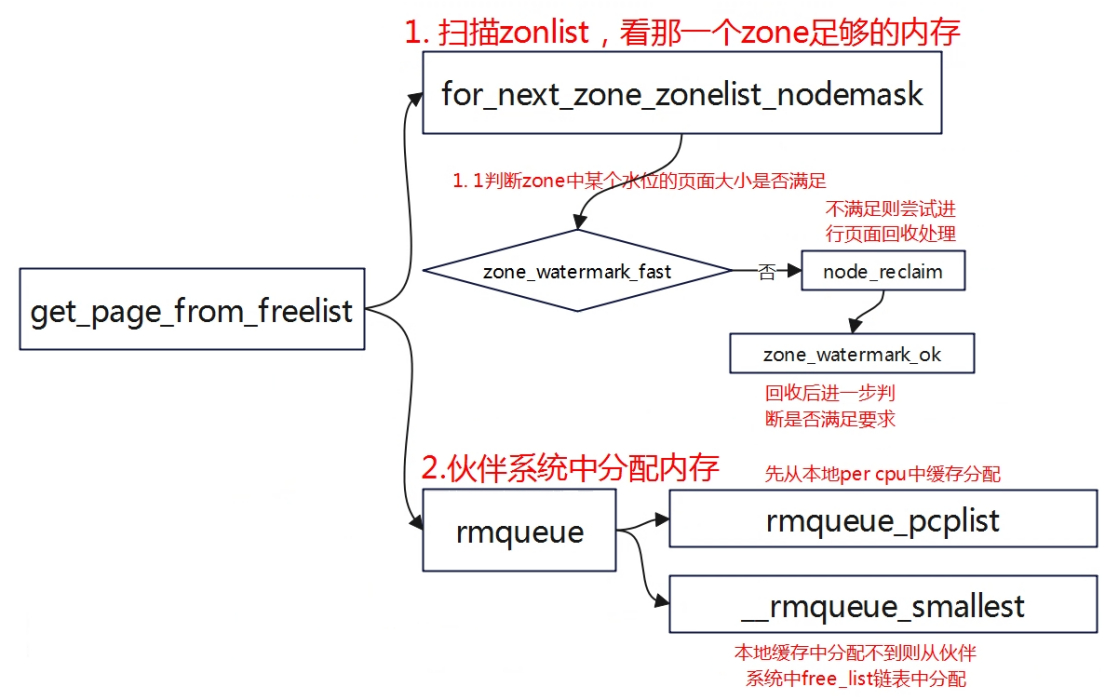 1. 扫描zonlist，看那一个zone足够的内存
for_next_zone_zonelist_nodemask
1. 1判断zone中某个水位的页面大小是否满足
不满足则尝试进
行页面回收处理
zone_watermark_fast
否
node_reclaim
get_page_from_freelist
zone_watermark_ok
回收后进一步判
断是否满足要求
2.伙伴系统中分配内存
先从本地per cpu中缓存分配
rmqueue
rmqueue_pcplist
__rmqueue_smallest
本地缓存中分配不到则从伙伴
系统中free_list链表中分配